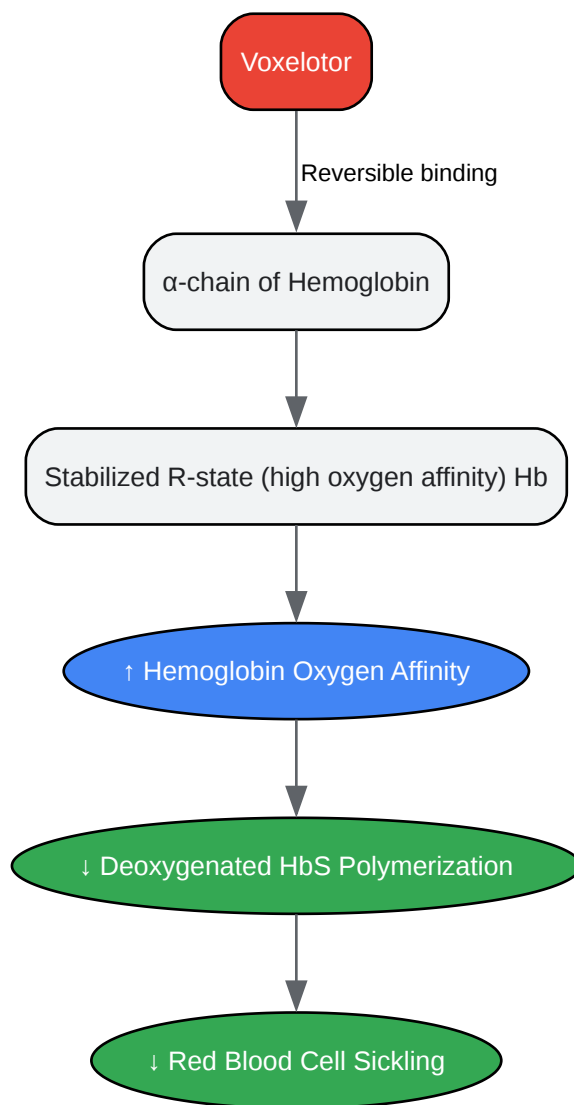 Voxelotor
Reversible binding
α-chain of Hemoglobin
Stabilized R-state (high oxygen affinity) Hb
↑ Hemoglobin Oxygen Affinity
↓ Deoxygenated HbS Polymerization
↓ Red Blood Cell Sickling